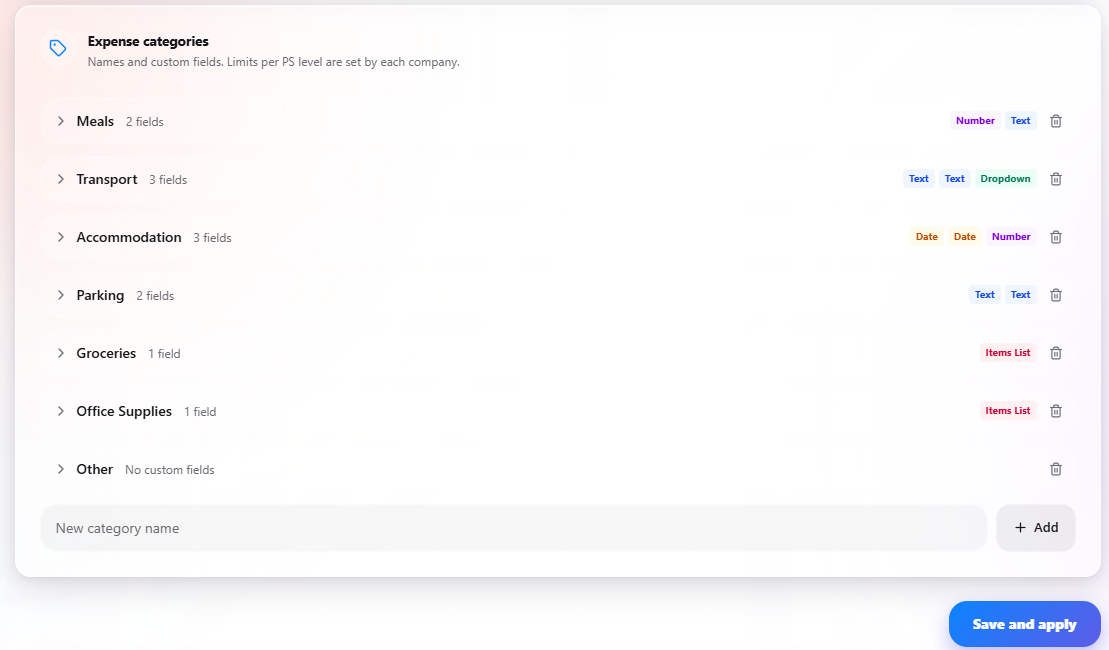 Expense categories
Names and custom fields. Limits per PS level are set by each company.
Meals 2 fields Number Text
Transport 3 fields Text Text Dropdown
Accommodation 3 fields Date Date Number
Parking 2 fields Text Text
Groceries 1 field Items List
Office Supplies 1 field Items List
Other No custom fields
New category name + Add
Save and apply